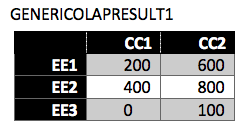 GENERICOLAPRESULT1
CC1 CC2
EE1 200 600
EE2 400 800
EE3 0 100